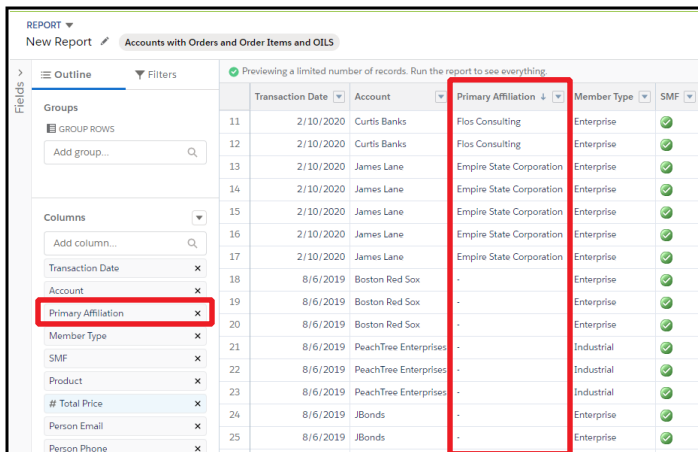 REPORT
New Report Accounts with Orders and Order Items and OILS
Fields
Outline Filters
Groups
GROUP ROWS
Add group...
Columns
Add column...
Transaction Date
Account
Primary Affiliation
Member Type
SMF
Product
# Total Price
Person Email
Person Phone
Previewing a limited number of records. Run the report to see everything.
Transaction Date Account Primary Affiliation ↓ Member Type SMF
11 2/10/2020 Curtis Banks Flos Consulting Enterprise
12 2/10/2020 Curtis Banks Flos Consulting Enterprise
13 2/10/2020 James Lane Empire State Corporation Enterprise
14 2/10/2020 James Lane Empire State Corporation Enterprise
15 2/10/2020 James Lane Empire State Corporation Enterprise
16 2/10/2020 James Lane Empire State Corporation Enterprise
17 2/10/2020 James Lane Empire State Corporation Enterprise
18 8/6/2019 Boston Red Sox - Enterprise
19 8/6/2019 Boston Red Sox - Enterprise
20 8/6/2019 Boston Red Sox - Enterprise
21 8/6/2019 PeachTree Enterprises - Industrial
22 8/6/2019 PeachTree Enterprises - Industrial
23 8/6/2019 PeachTree Enterprises - Industrial
24 8/6/2019 JBonds - Enterprise
25 8/6/2019 JBonds - Enterprise